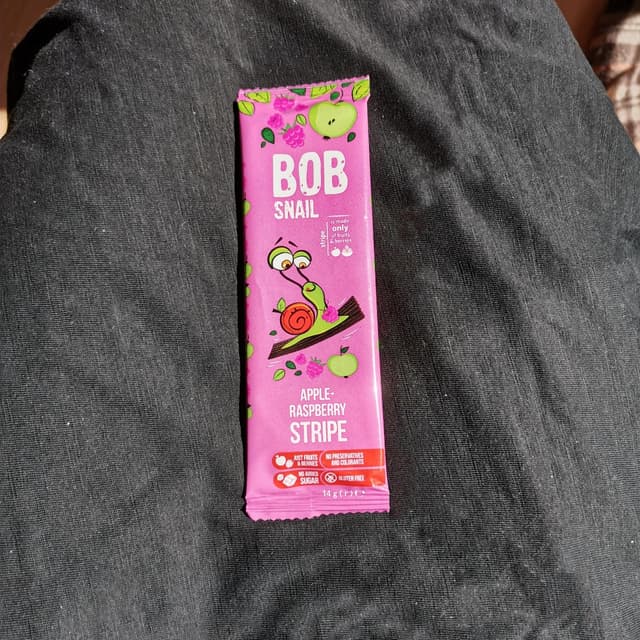 BOB
SNAIL
stripe
is made
only
of fruits
& berries
APPLE-
RASPBERRY
STRIPE
JUST FRUITS
& BERRIES
NO PRESERVATIVES
AND COLORANTS
NO ADDED
SUGAR
GLUTEN FREE
14 g